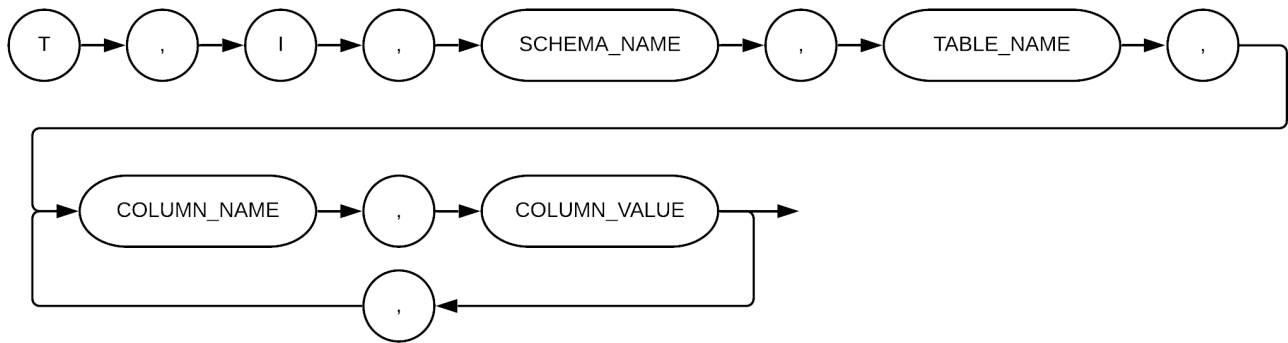 T , I , SCHEMA_NAME , TABLE_NAME ,
COLUMN_NAME , COLUMN_VALUE
,